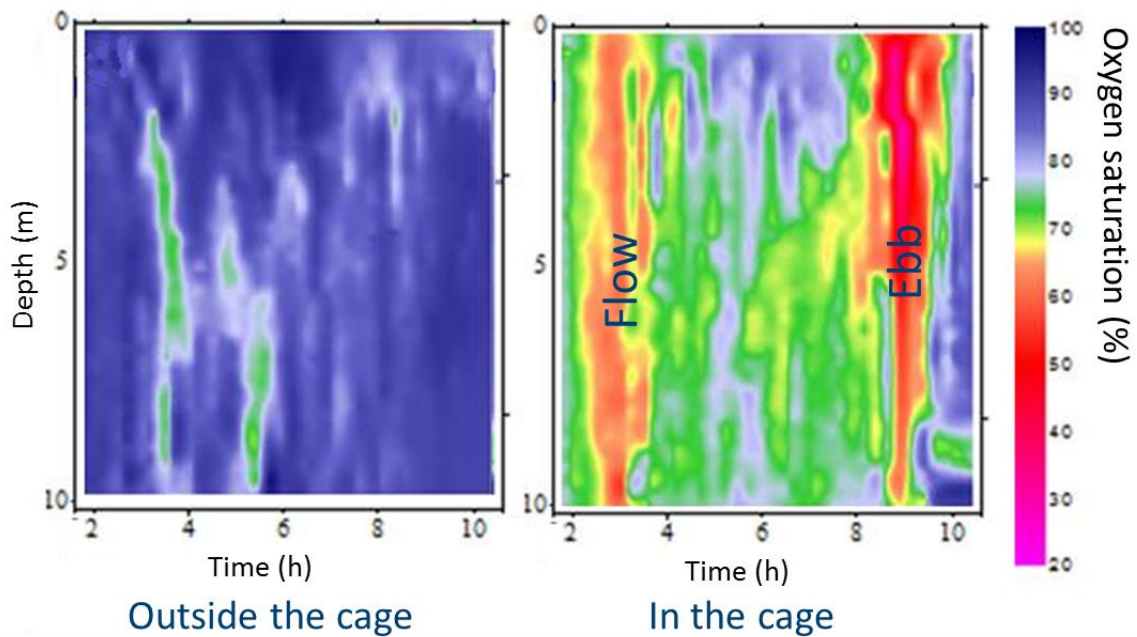 0
5
10
Depth (m)
2 4 6 8 10
Time (h)
Outside the cage
0
5
10
Flow
Ebb
2 4 6 8 10
Time (h)
In the cage
100
90
80
70
60
50
40
30
20
Oxygen saturation (%)